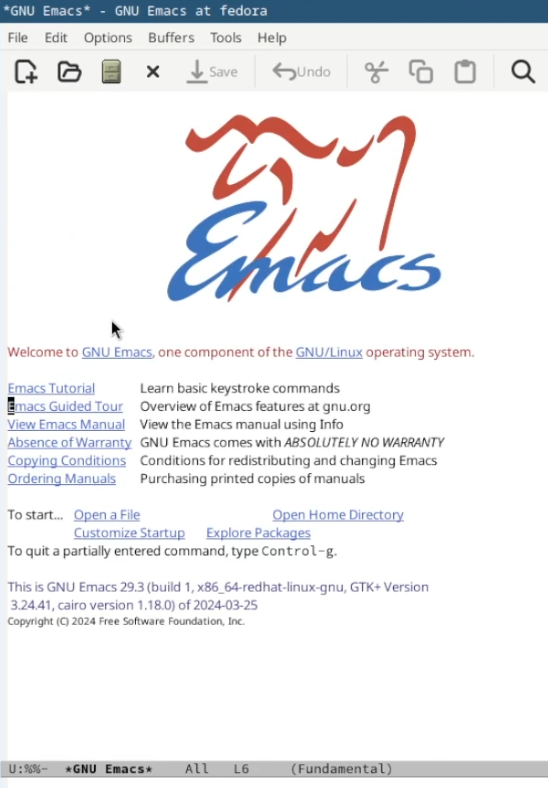 *GNU Emacs* - GNU Emacs at fedora
File Edit Options Buffers Tools Help
Save Undo
Emacs
Welcome to GNU Emacs, one component of the GNU/Linux operating system.
Emacs Tutorial Learn basic keystroke commands
Emacs Guided Tour Overview of Emacs features at gnu.org
View Emacs Manual View the Emacs manual using Info
Absence of Warranty GNU Emacs comes with ABSOLUTELY NO WARRANTY
Copying Conditions Conditions for redistributing and changing Emacs
Ordering Manuals Purchasing printed copies of manuals
To start... Open a File Open Home Directory
Customize Startup Explore Packages
To quit a partially entered command, type Control-g.
This is GNU Emacs 29.3 (build 1, x86_64-redhat-linux-gnu, GTK+ Version
3.24.41, cairo version 1.18.0) of 2024-03-25
Copyright (C) 2024 Free Software Foundation, Inc.
U:%%- *GNU Emacs* All L6 (Fundamental)